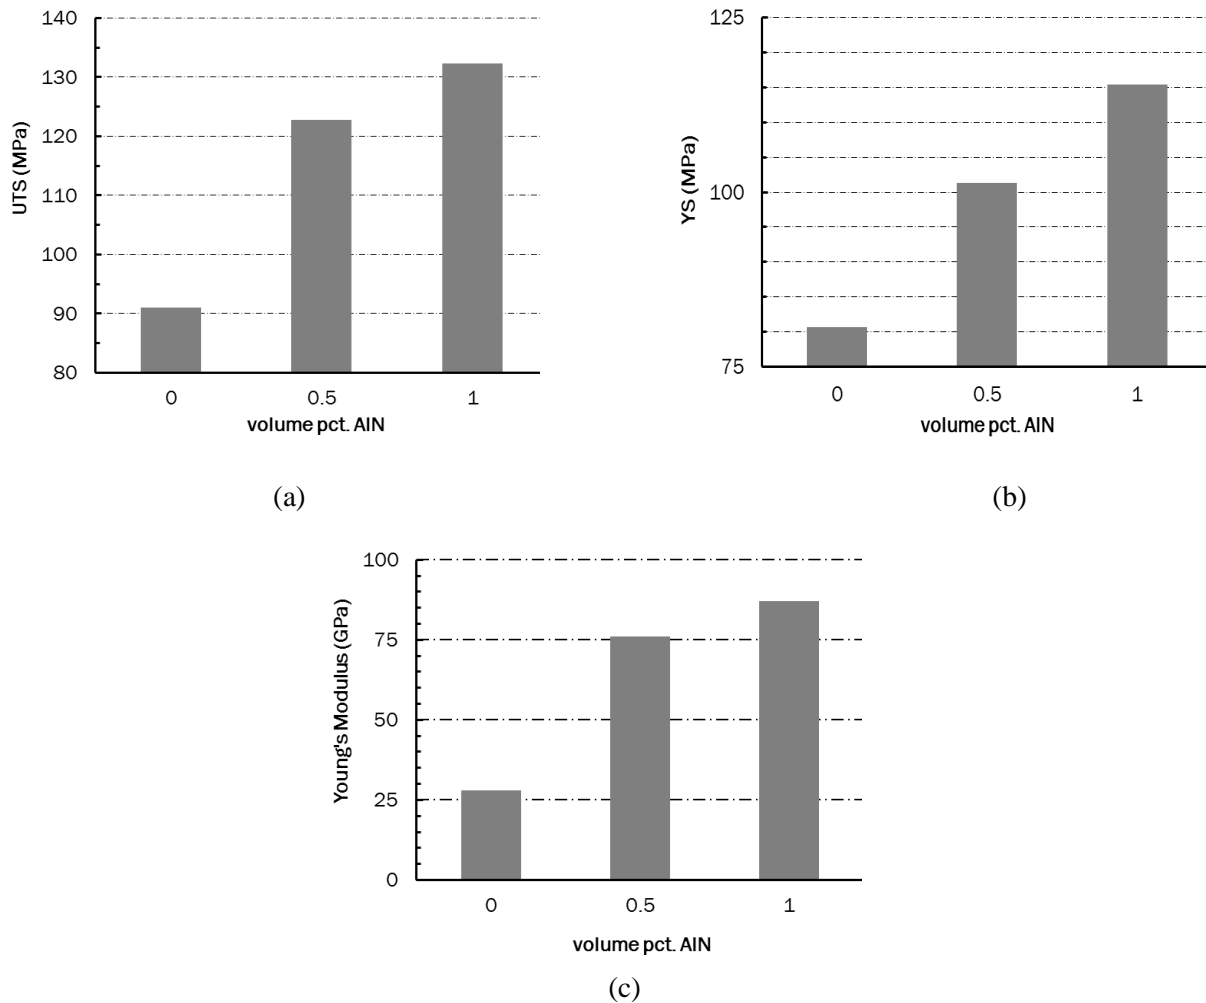 UTS (MPa)
140
130
120
110
100
90
80
0 0.5 1
volume pct. AlN
(a)
YS (MPa)
125
100
75
0 0.5 1
volume pct. AlN
(b)
Young's Modulus (GPa)
100
75
50
25
0
0 0.5 1
volume pct. AlN
(c)